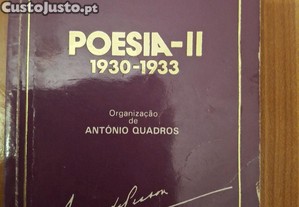 CustoJusto.pt
POESIA-II
1930-1933
Organização
de
ANTÓNIO QUADROS